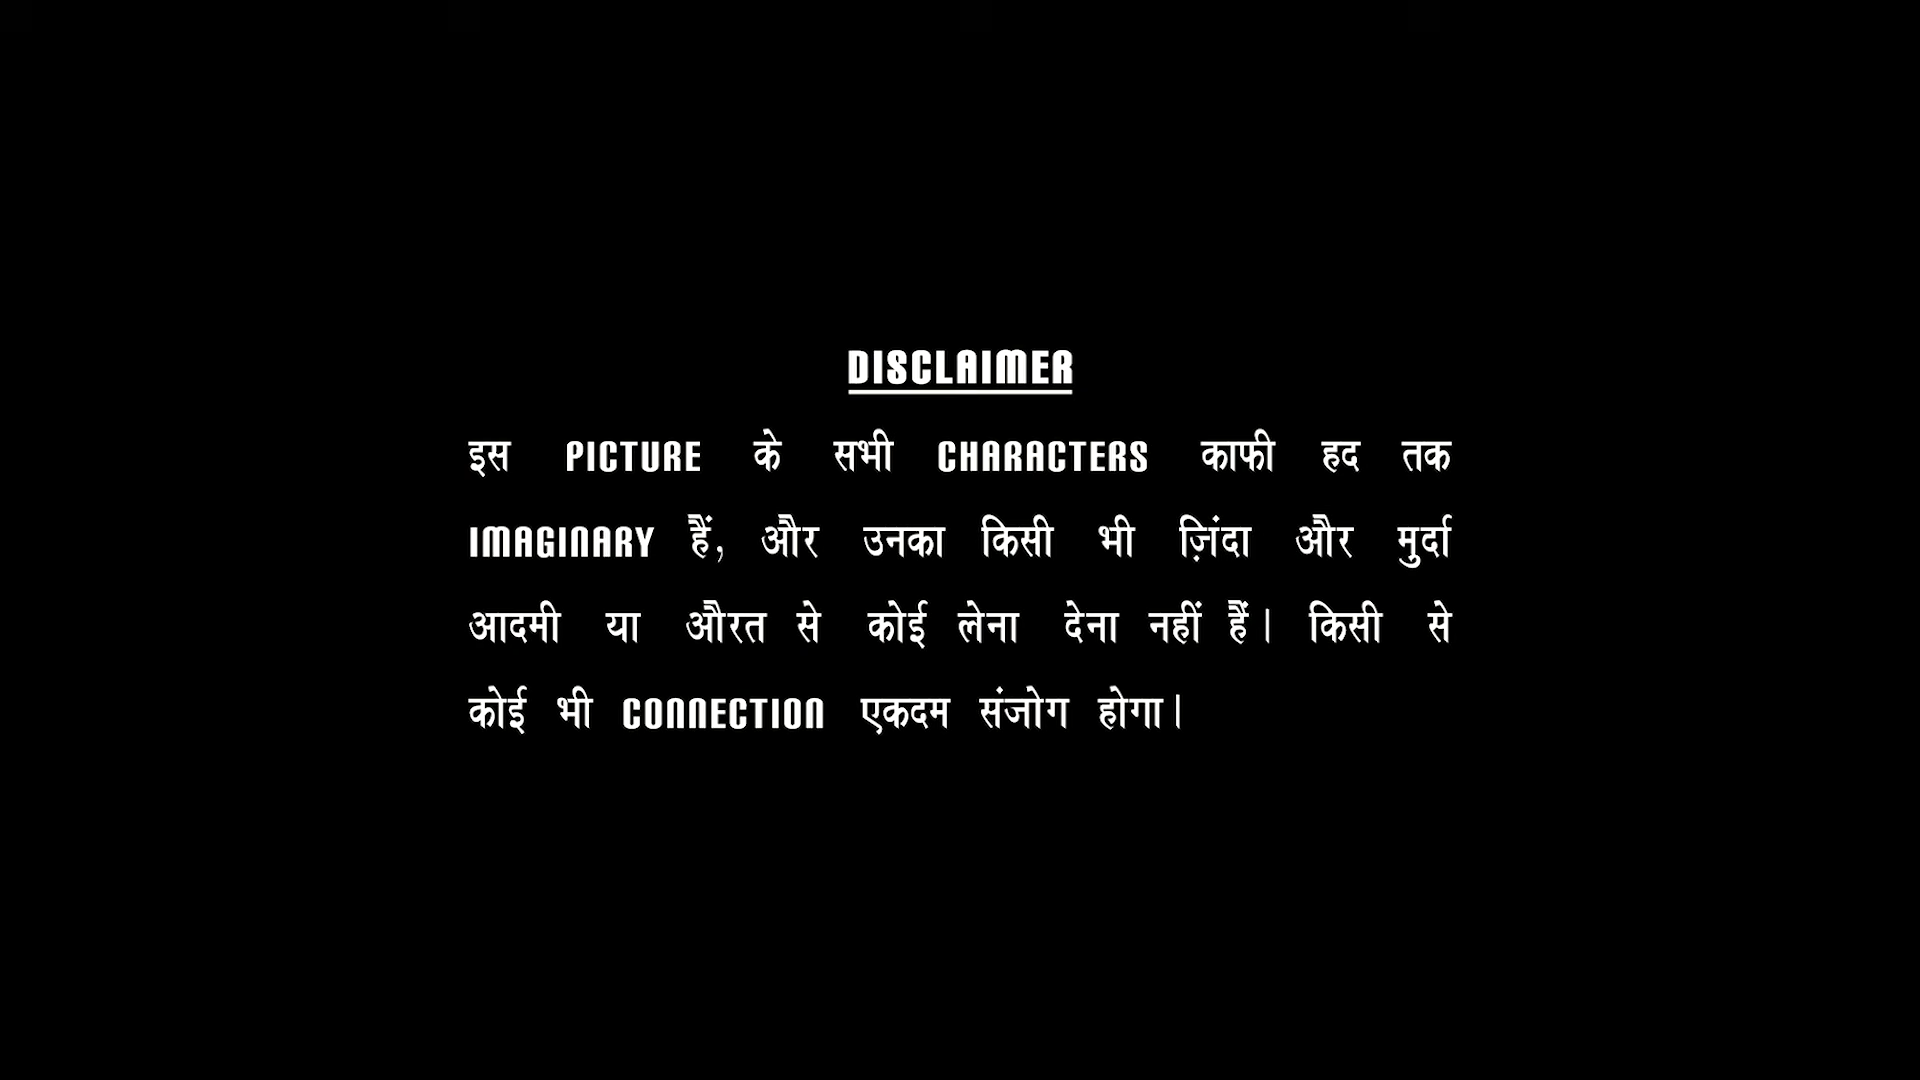 DISCLAIMER
इस PICTURE के सभी CHARACTERS काफी हद तक
IMAGINARY हैं, और उनका किसी भी ज़िंदा और मुर्दा
आदमी या औरत से कोई लेना देना नहीं हैं। किसी से
कोई भी CONNECTION एकदम संजोग होगा।